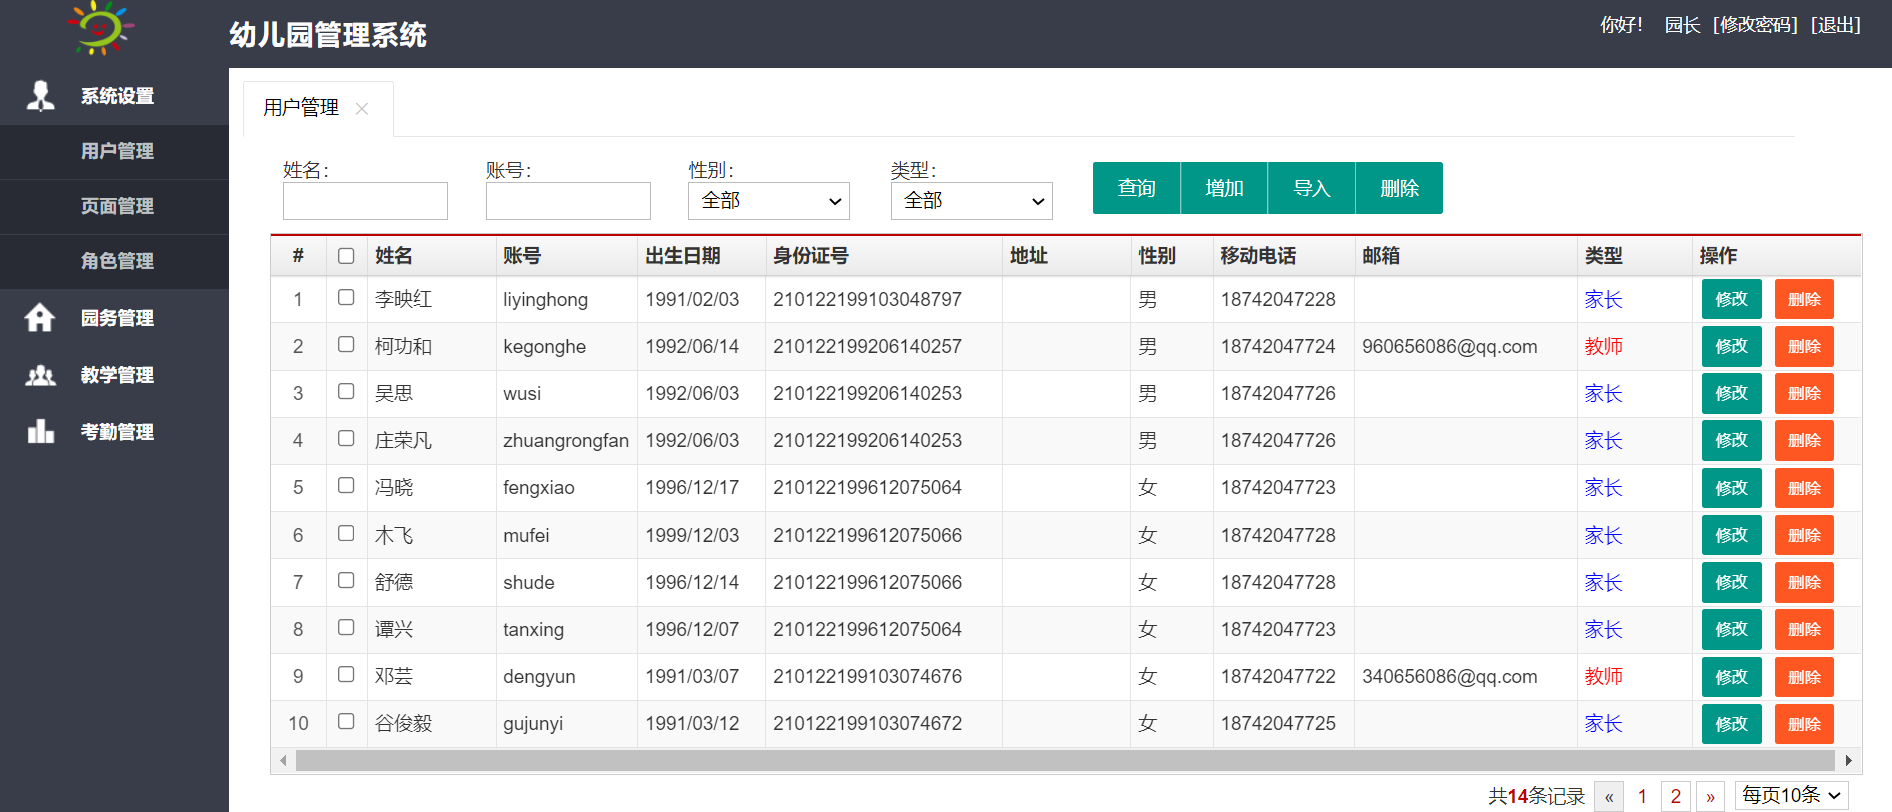 幼儿园管理系统
你好! 园长 [修改密码] [退出]
系统设置
用户管理
页面管理
角色管理
园务管理
教学管理
考勤管理
用户管理 ×
姓名: 账号: 性别: 类型:
全部 全部 查询 增加 导入 删除
# 姓名 账号 出生日期 身份证号 地址 性别 移动电话 邮箱 类型 操作
1 李映红 liyinghong 1991/02/03 210122199103048797 男 18742047228 家长 修改 删除
2 柯功和 kegonghe 1992/06/14 210122199206140257 男 18742047724 960656086@qq.com 教师 修改 删除
3 吴思 wusi 1992/06/03 210122199206140253 男 18742047726 家长 修改 删除
4 庄荣凡 zhuangrongfan 1992/06/03 210122199206140253 男 18742047726 家长 修改 删除
5 冯晓 fengxiao 1996/12/17 210122199612075064 女 18742047723 家长 修改 删除
6 木飞 mufei 1999/12/03 210122199612075066 女 18742047728 家长 修改 删除
7 舒德 shude 1996/12/14 210122199612075066 女 18742047728 家长 修改 删除
8 谭兴 tanxing 1996/12/07 210122199612075064 女 18742047723 家长 修改 删除
9 邓芸 dengyun 1991/03/07 210122199103074676 女 18742047722 340656086@qq.com 教师 修改 删除
10 谷俊毅 gujunyi 1991/03/12 210122199103074672 女 18742047725 家长 修改 删除
共14条记录 « 1 2 » 每页10条